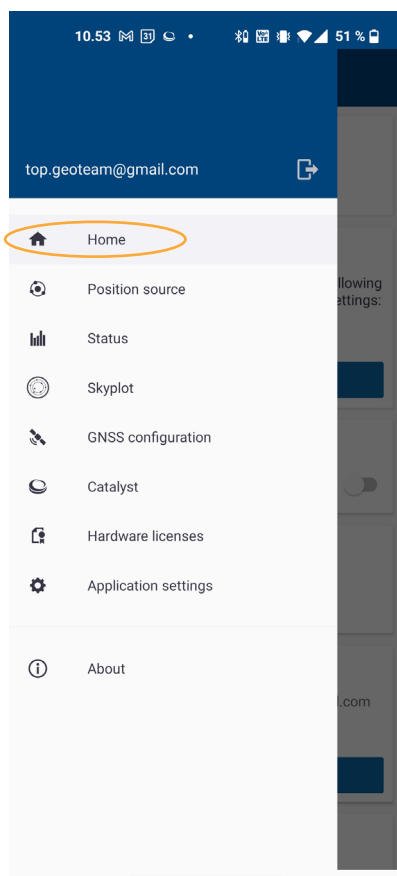 10.53 31 51 %
top.geoteam@gmail.com
Home
Position source
llowing
ettings:
Status
Skyplot
GNSS configuration
Catalyst
Hardware licenses
Application settings
About
l.com